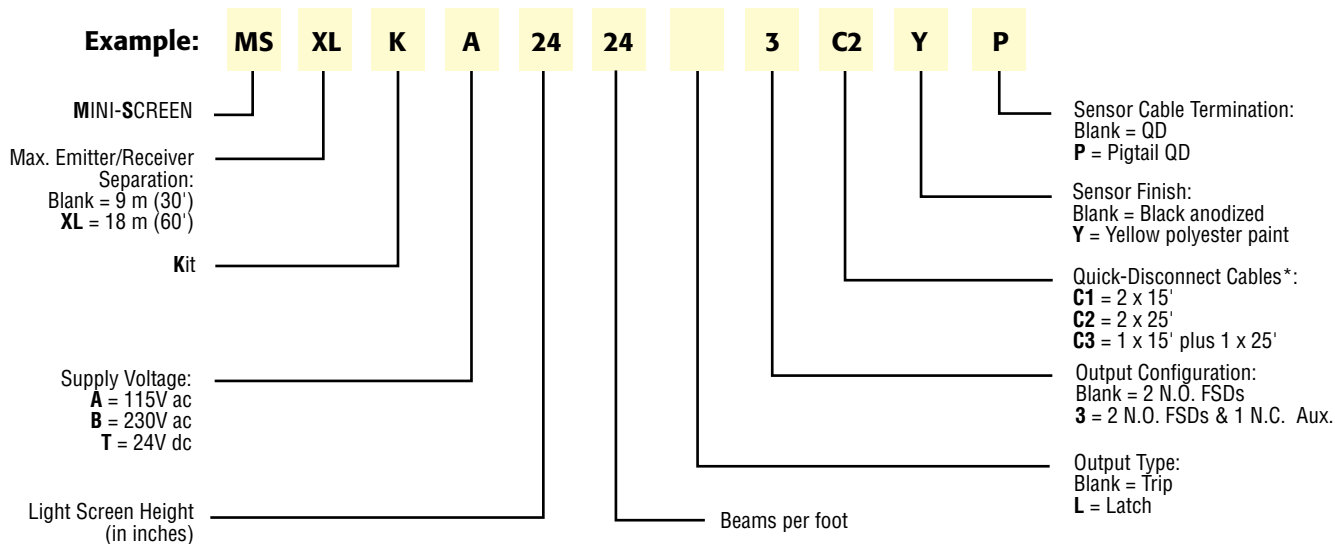 Example: MS XL K A 24 24 3 C2 Y P
MINI-SCREEN
Max. Emitter/Receiver
Separation:
Blank = 9 m (30')
XL = 18 m (60')
Kit
Supply Voltage:
A = 115V ac
B = 230V ac
T = 24V dc
Light Screen Height
(in inches)
Beams per foot
Sensor Cable Termination:
Blank = QD
P = Pigtail QD
Sensor Finish:
Blank = Black anodized
Y = Yellow polyester paint
Quick-Disconnect Cables*:
C1 = 2 x 15'
C2 = 2 x 25'
C3 = 1 x 15' plus 1 x 25'
Output Configuration:
Blank = 2 N.O. FSDs
3 = 2 N.O. FSDs & 1 N.C. Aux.
Output Type:
Blank = Trip
L = Latch